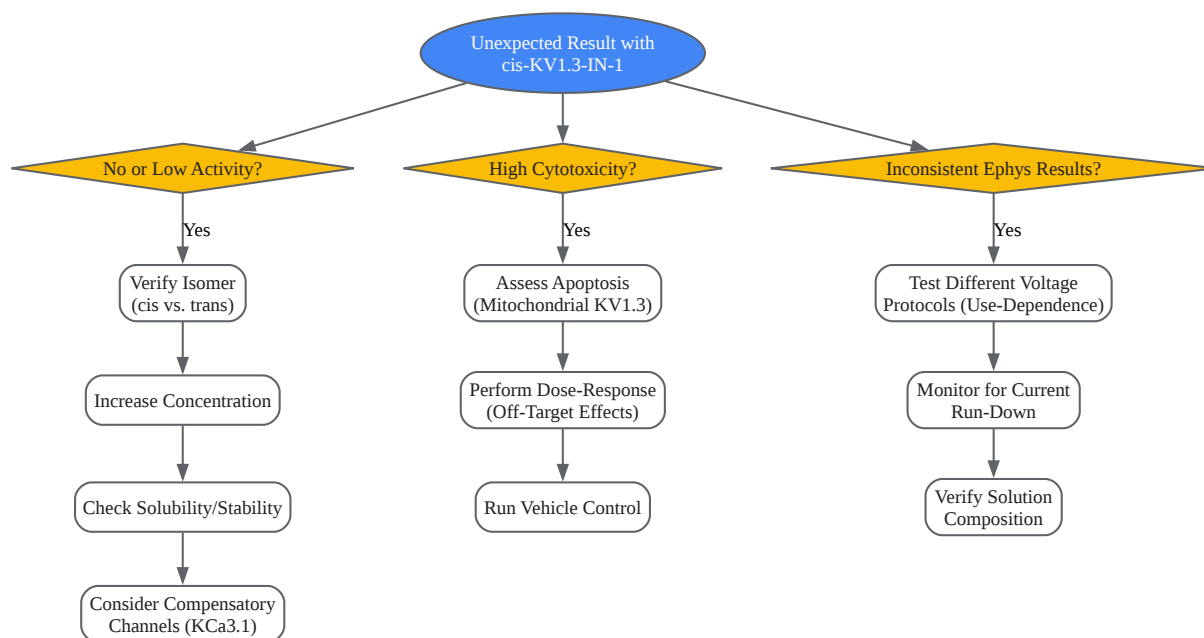 Unexpected Result with
cis-KV1.3-IN-1
No or Low Activity?
High Cytotoxicity?
Inconsistent Ephys Results?
Yes
Yes
Yes
Verify Isomer
(cis vs. trans)
Assess Apoptosis
(Mitochondrial KV1.3)
Test Different Voltage
Protocols (Use-Dependence)
Increase Concentration
Perform Dose-Response
(Off-Target Effects)
Monitor for Current
Run-Down
Check Solubility/Stability
Run Vehicle Control
Verify Solution
Composition
Consider Compensatory
Channels (KCa3.1)